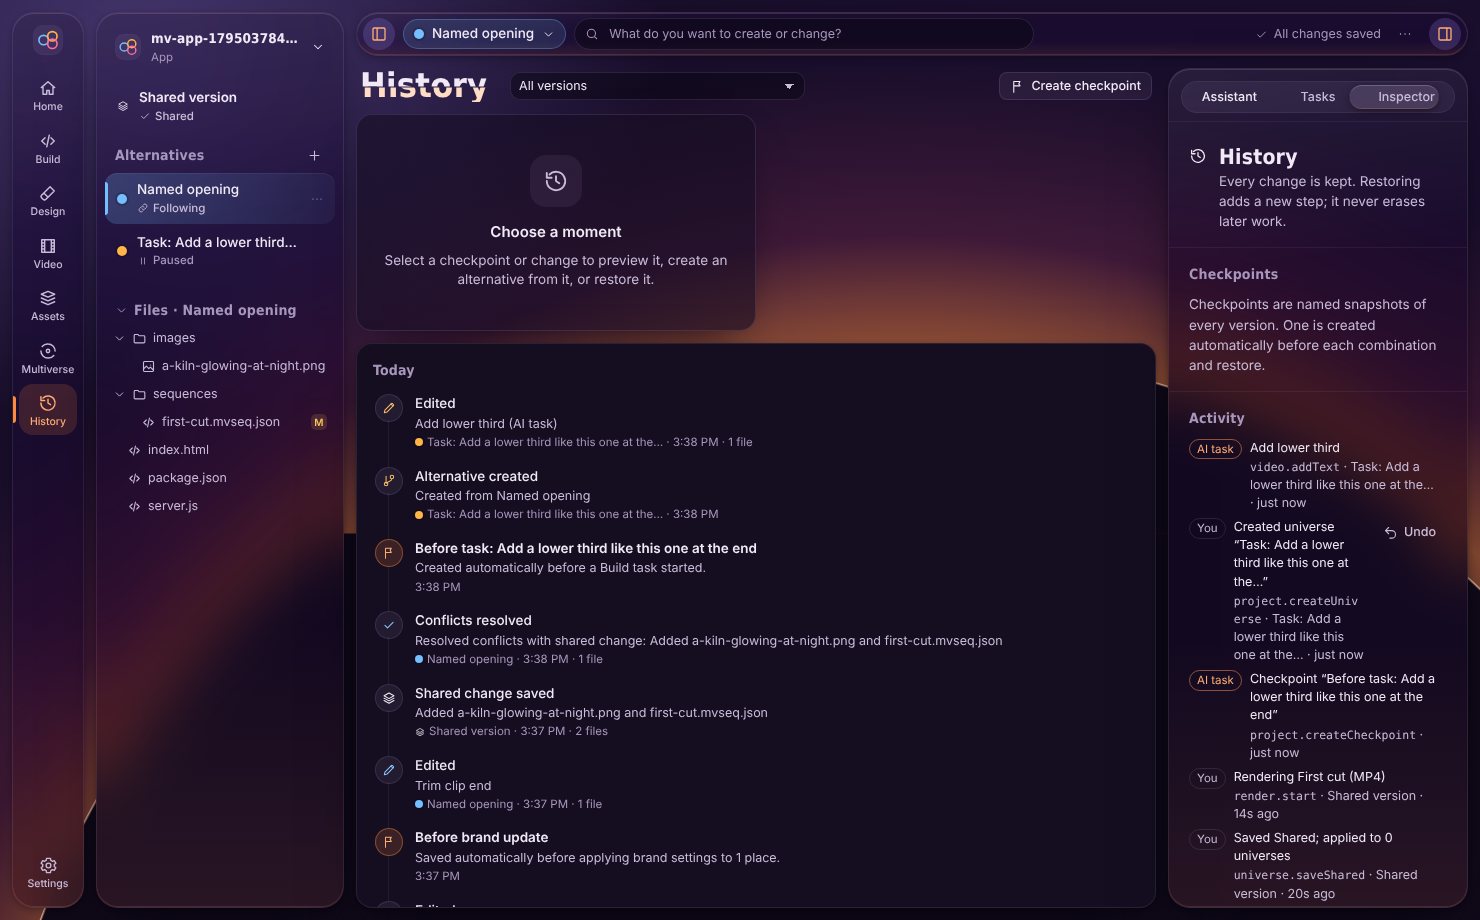 Home
Build
Design
Video
Assets
Multiverse
History
Settings
mv-app-179503784...
App
Shared version
Shared
Alternatives
Named opening
Following
Task: Add a lower third...
Paused
Files · Named opening
images
a-kiln-glowing-at-night.png
sequences
first-cut.mvseq.json
M
index.html
package.json
server.js
Named opening
What do you want to create or change?
All changes saved
History
All versions
Create checkpoint
Choose a moment
Select a checkpoint or change to preview it, create an
alternative from it, or restore it.
Today
Edited
Add lower third (AI task)
Task: Add a lower third like this one at the... · 3:38 PM · 1 file
Alternative created
Created from Named opening
Task: Add a lower third like this one at the... · 3:38 PM
Before task: Add a lower third like this one at the end
Created automatically before a Build task started.
3:38 PM
Conflicts resolved
Resolved conflicts with shared change: Added a-kiln-glowing-at-night.png and first-cut.mvseq.json
Named opening · 3:38 PM · 1 file
Shared change saved
Added a-kiln-glowing-at-night.png and first-cut.mvseq.json
Shared version · 3:37 PM · 2 files
Edited
Trim clip end
Named opening · 3:37 PM · 1 file
Before brand update
Saved automatically before applying brand settings to 1 place.
3:37 PM
Assistant
Tasks
Inspector
History
Every change is kept. Restoring
adds a new step; it never erases
later work.
Checkpoints
Checkpoints are named snapshots of
every version. One is created
automatically before each combination
and restore.
Activity
AI task
Add lower third
video.addText · Task: Add a
lower third like this one at the...
· just now
You
Created universe
“Task: Add a lower
third like this one at
the...”
Undo
project.createUniv
erse · Task: Add a
lower third like this
one at the... · just now
AI task
Checkpoint “Before task: Add a
lower third like this one at the
end”
project.createCheckpoint ·
just now
You
Rendering First cut (MP4)
render.start · Shared version ·
14s ago
You
Saved Shared; applied to 0
universes
universe.saveShared · Shared
version · 20s ago